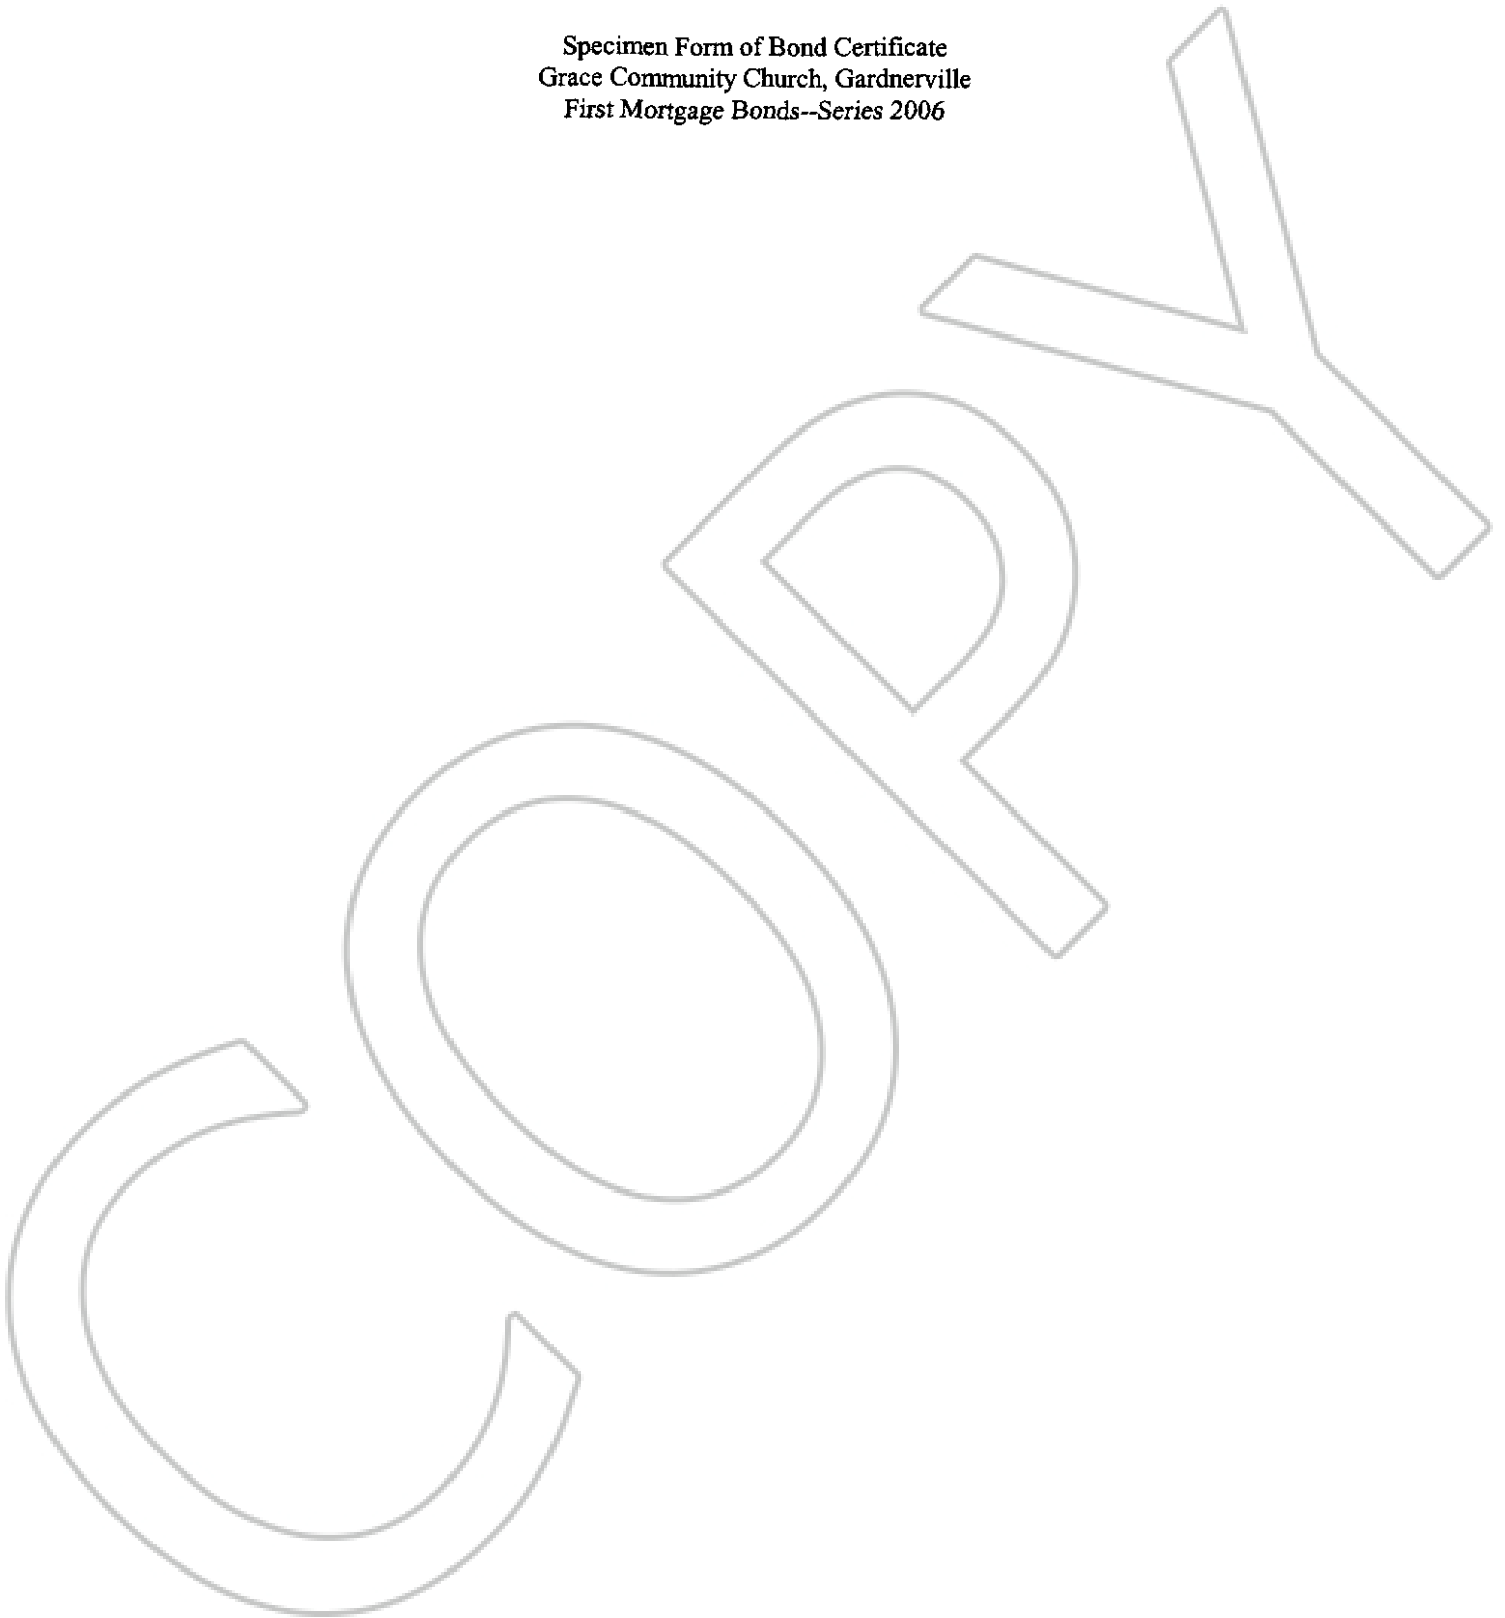 Specimen Form of Bond Certificate
Grace Community Church, Gardnerville
First Mortgage Bonds--Series 2006
COPY